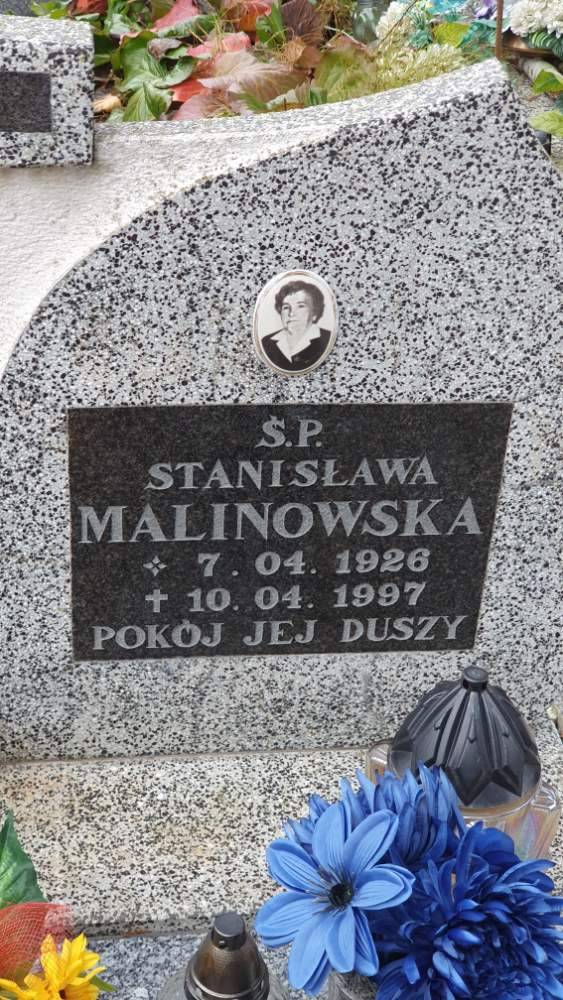 Ś.P.
STANISŁAWA
MALINOWSKA
7. 04. 1926
✝ 10. 04. 1997
POKÓJ JEJ DUSZY